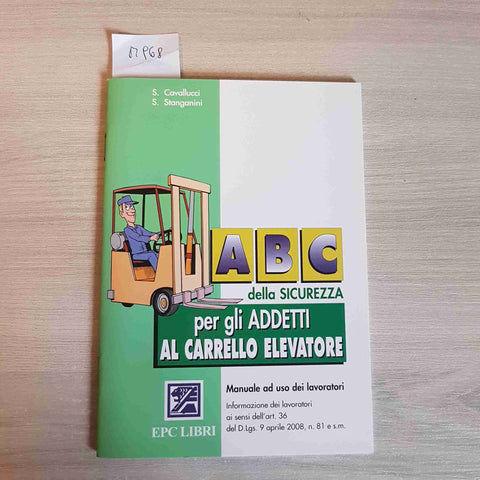 S. Cavallucci
S. Stanganini
ABC
della SICUREZZA
per gli ADDETTI
AL CARRELLO ELEVATORE
Manuale ad uso dei lavoratori
Informazione dei lavoratori
ai sensi dell'art. 36
del D.Lgs. 9 aprile 2008, n. 81 e s.m.
EPC LIBRI